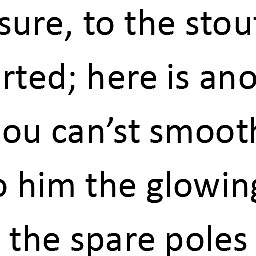 sure, to the stout
rted; here is ano
ou can’st smooth
him the glowing
the spare poles